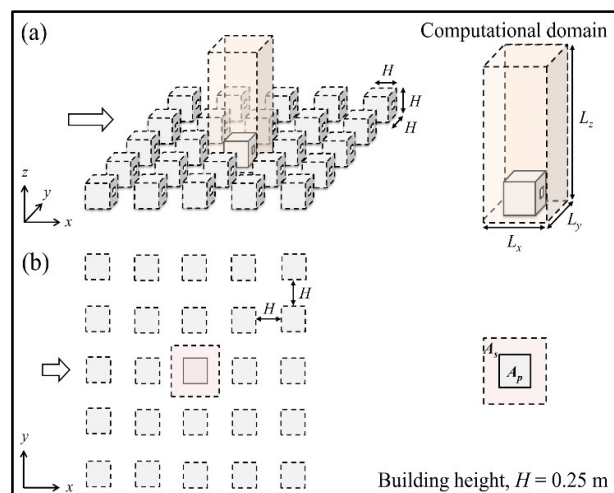 (a)
Computational domain
H
H
H
z
y
x
L_z
L_y
L_x
(b)
H
H
A_s
A_p
y
x
Building height, H = 0.25 m